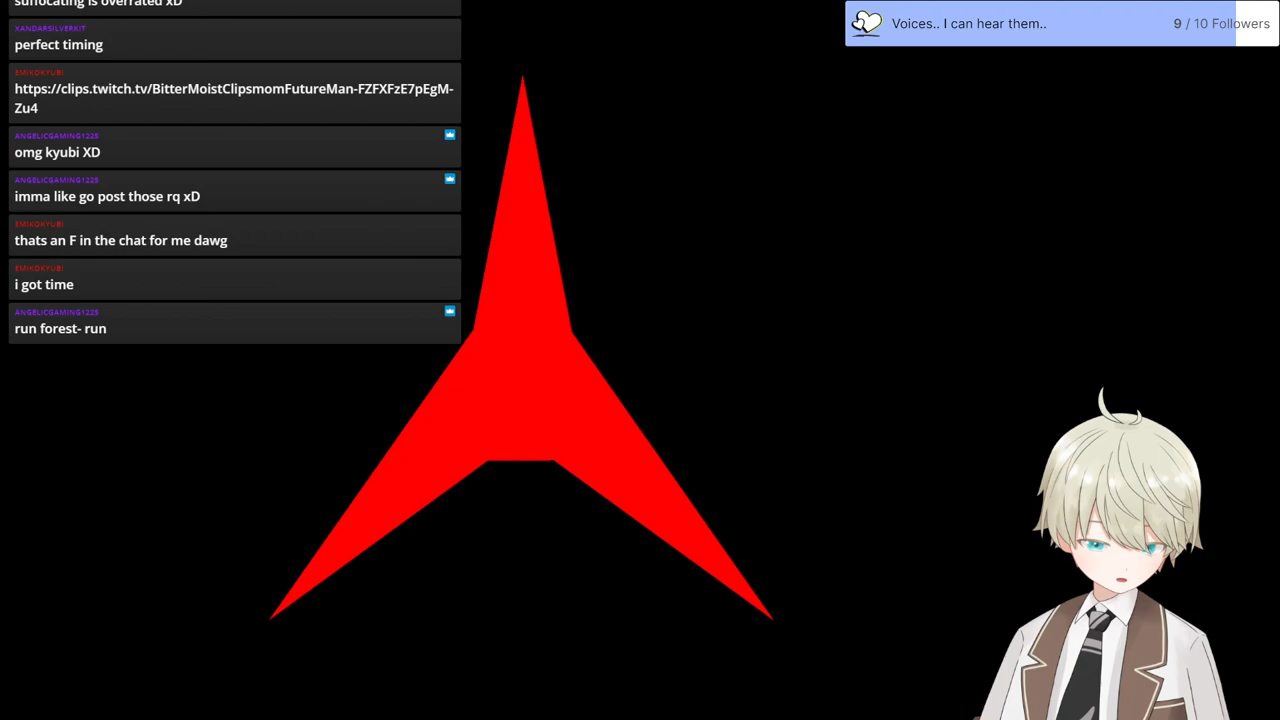 suffocating is overrated xD
Voices.. I can hear them..
9 / 10 Followers
XANDARSILVERKIT
perfect timing
EMIKOKYUBI
https://clips.twitch.tv/BitterMoistClipsmomFutureMan-FZFXFzE7pEgM-
Zu4
ANGELICGAMING1225
omg kyubi XD
ANGELICGAMING1225
imma like go post those rq xD
EMIKOKYUBI
thats an F in the chat for me dawg
EMIKOKYUBI
i got time
ANGELICGAMING1225
run forest- run